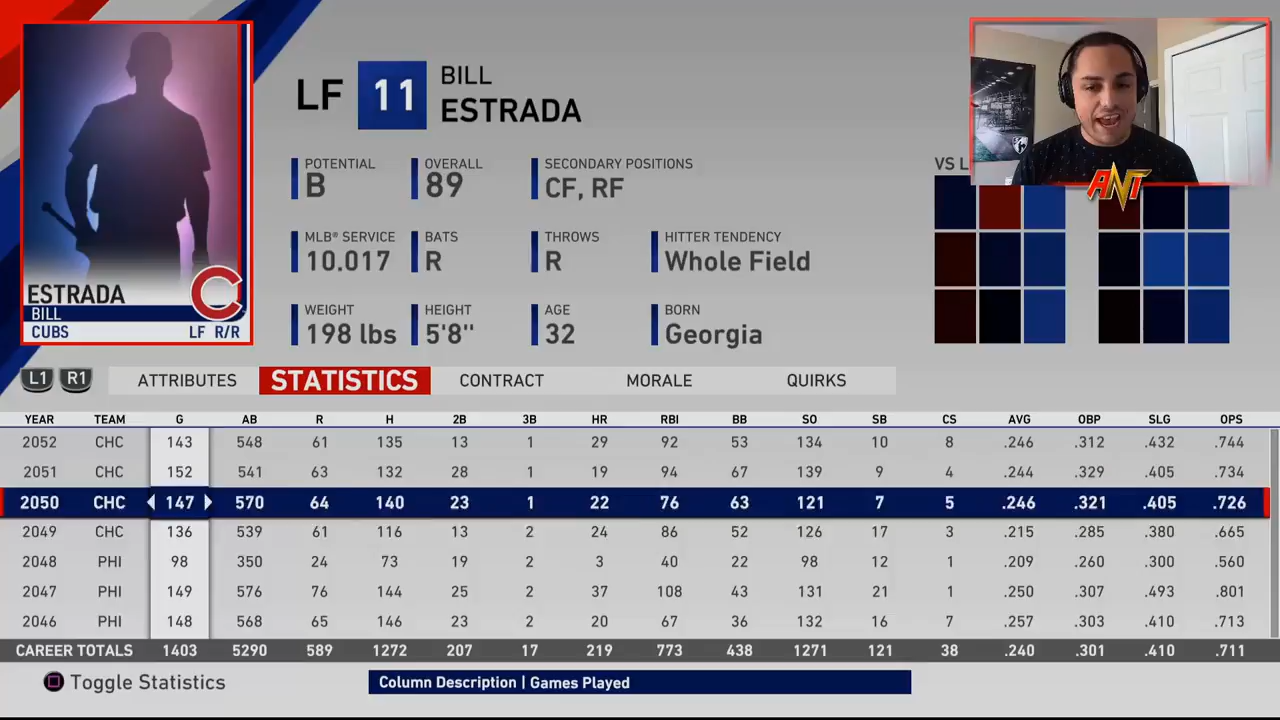 LF 11 BILL
ESTRADA
POTENTIAL OVERALL SECONDARY POSITIONS
B 89 CF, RF
VS L
ANT
MLB® SERVICE BATS THROWS HITTER TENDENCY
10.017 R R Whole Field
WEIGHT HEIGHT AGE BORN
198 lbs 5'8" 32 Georgia
ESTRADA
BILL
CUBS LF R/R
C
L1 R1 ATTRIBUTES STATISTICS CONTRACT MORALE QUIRKS
YEAR TEAM G AB R H 2B 3B HR RBI BB SO SB CS AVG OBP SLG OPS
2052 CHC 143 548 61 135 13 1 29 92 53 134 10 8 .246 .312 .432 .744
2051 CHC 152 541 63 132 28 1 19 94 67 139 9 4 .244 .329 .405 .734
2050 CHC 147 570 64 140 23 1 22 76 63 121 7 5 .246 .321 .405 .726
2049 CHC 136 539 61 116 13 2 24 86 52 126 17 3 .215 .285 .380 .665
2048 PHI 98 350 24 73 19 2 3 40 22 98 12 1 .209 .260 .300 .560
2047 PHI 149 576 76 144 25 2 37 108 43 131 21 1 .250 .307 .493 .801
2046 PHI 148 568 65 146 23 2 20 67 36 132 16 7 .257 .303 .410 .713
CAREER TOTALS 1403 5290 589 1272 207 17 219 773 438 1271 121 38 .240 .301 .410 .711
Toggle Statistics
Column Description | Games Played